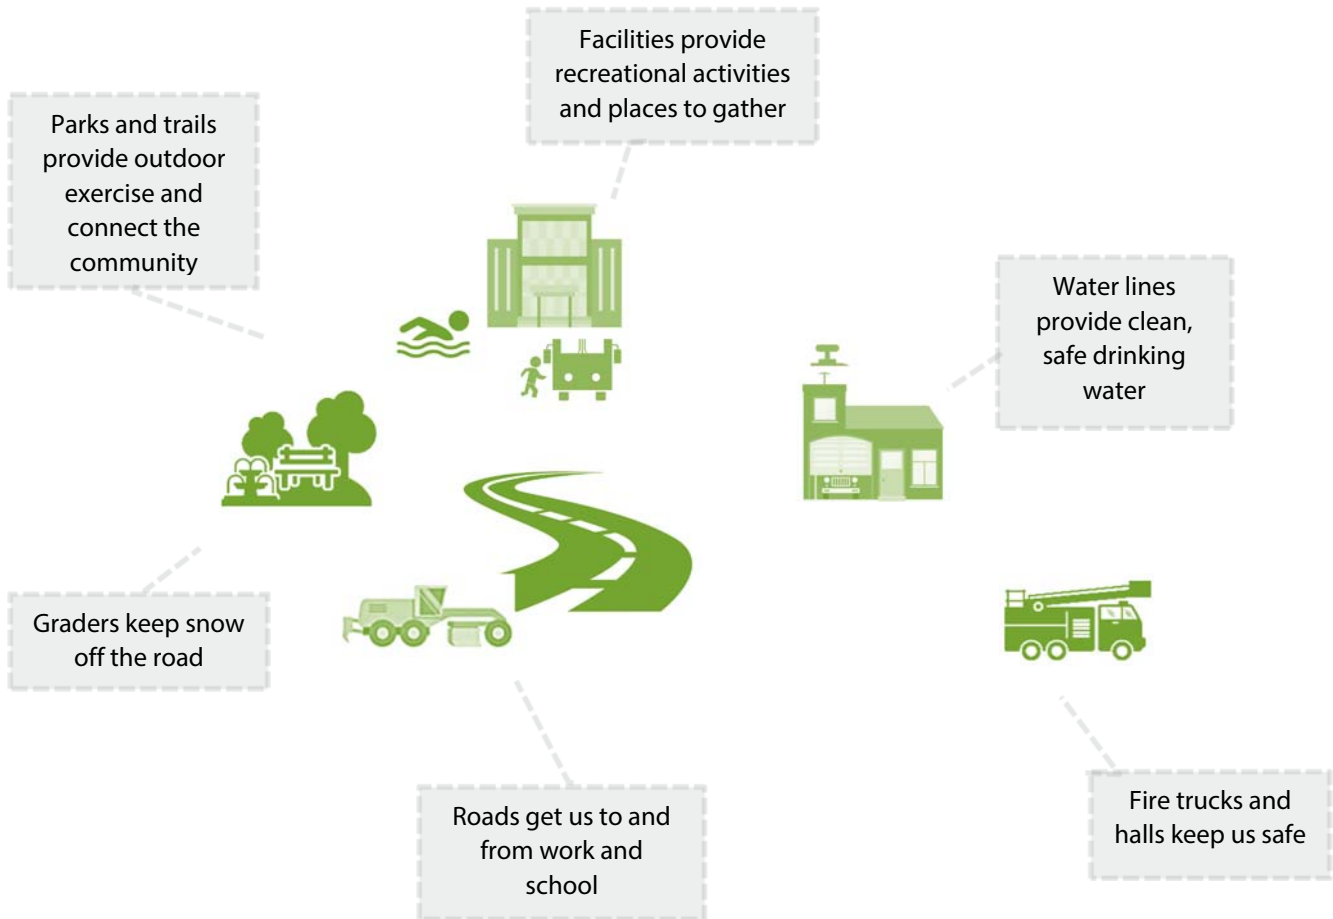 Facilities provide
recreational activities
and places to gather
Parks and trails
provide outdoor
exercise and
connect the
community
Water lines
provide clean,
safe drinking
water
Graders keep snow
off the road
Roads get us to and
from work and
school
Fire trucks and
halls keep us safe